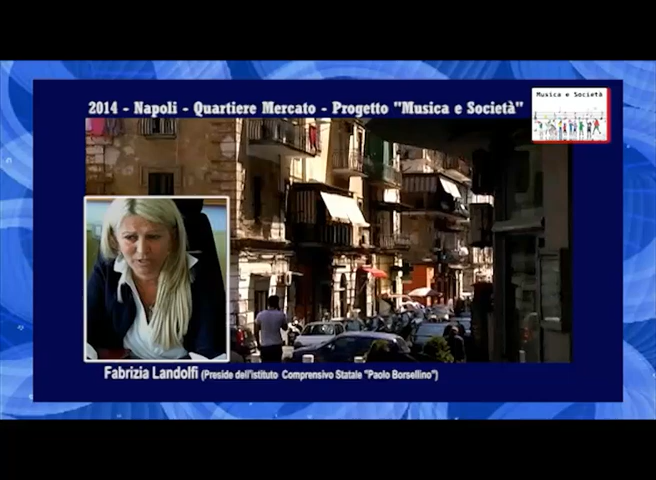 2014 - Napoli - Quartiere Mercato - Progetto "Musica e Società"
Musica e Società
Fabrizia Landolfi (Preside dell'istituto Comprensivo Statale "Paolo Borsellino")